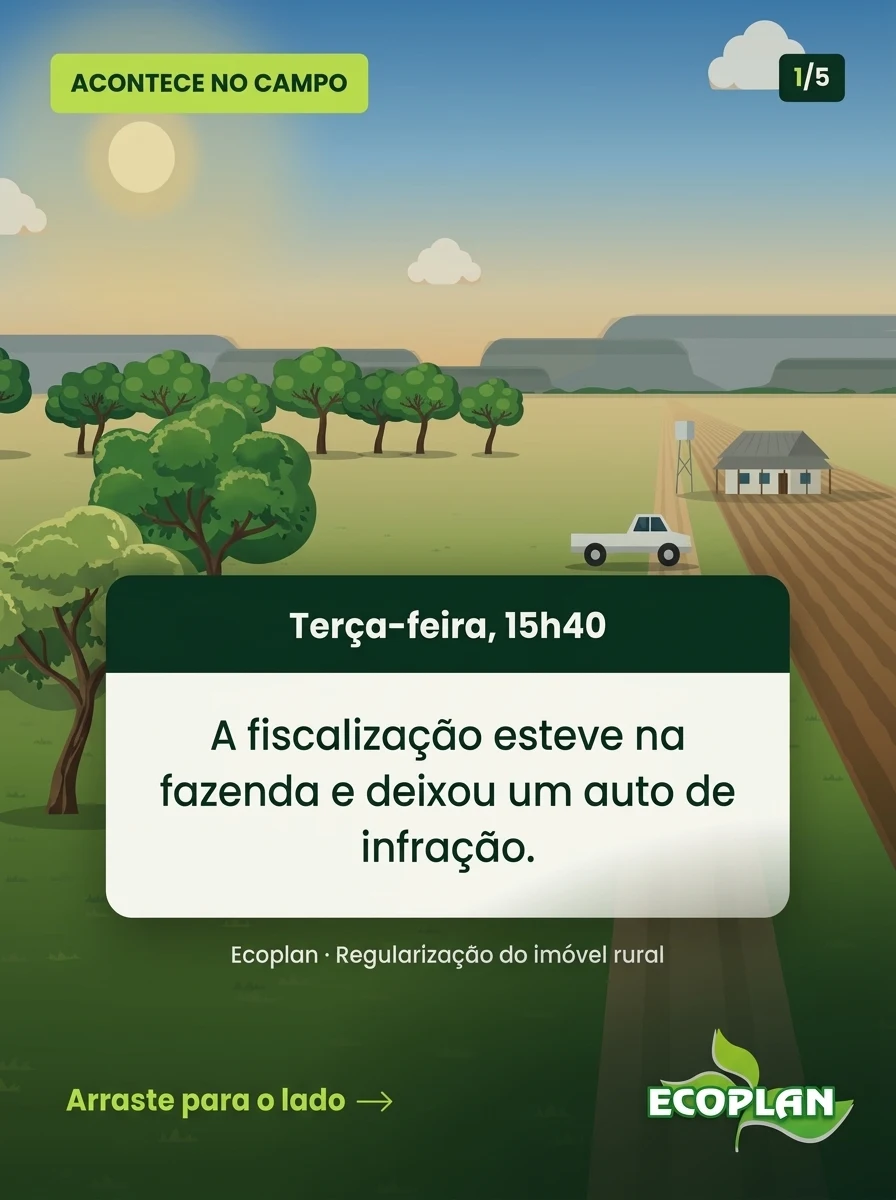 ACONTECE NO CAMPO
1/5
Terça-feira, 15h40
A fiscalização esteve na
fazenda e deixou um auto de
infração.
Ecoplan · Regularização do imóvel rural
Arraste para o lado →
ECOPLAN